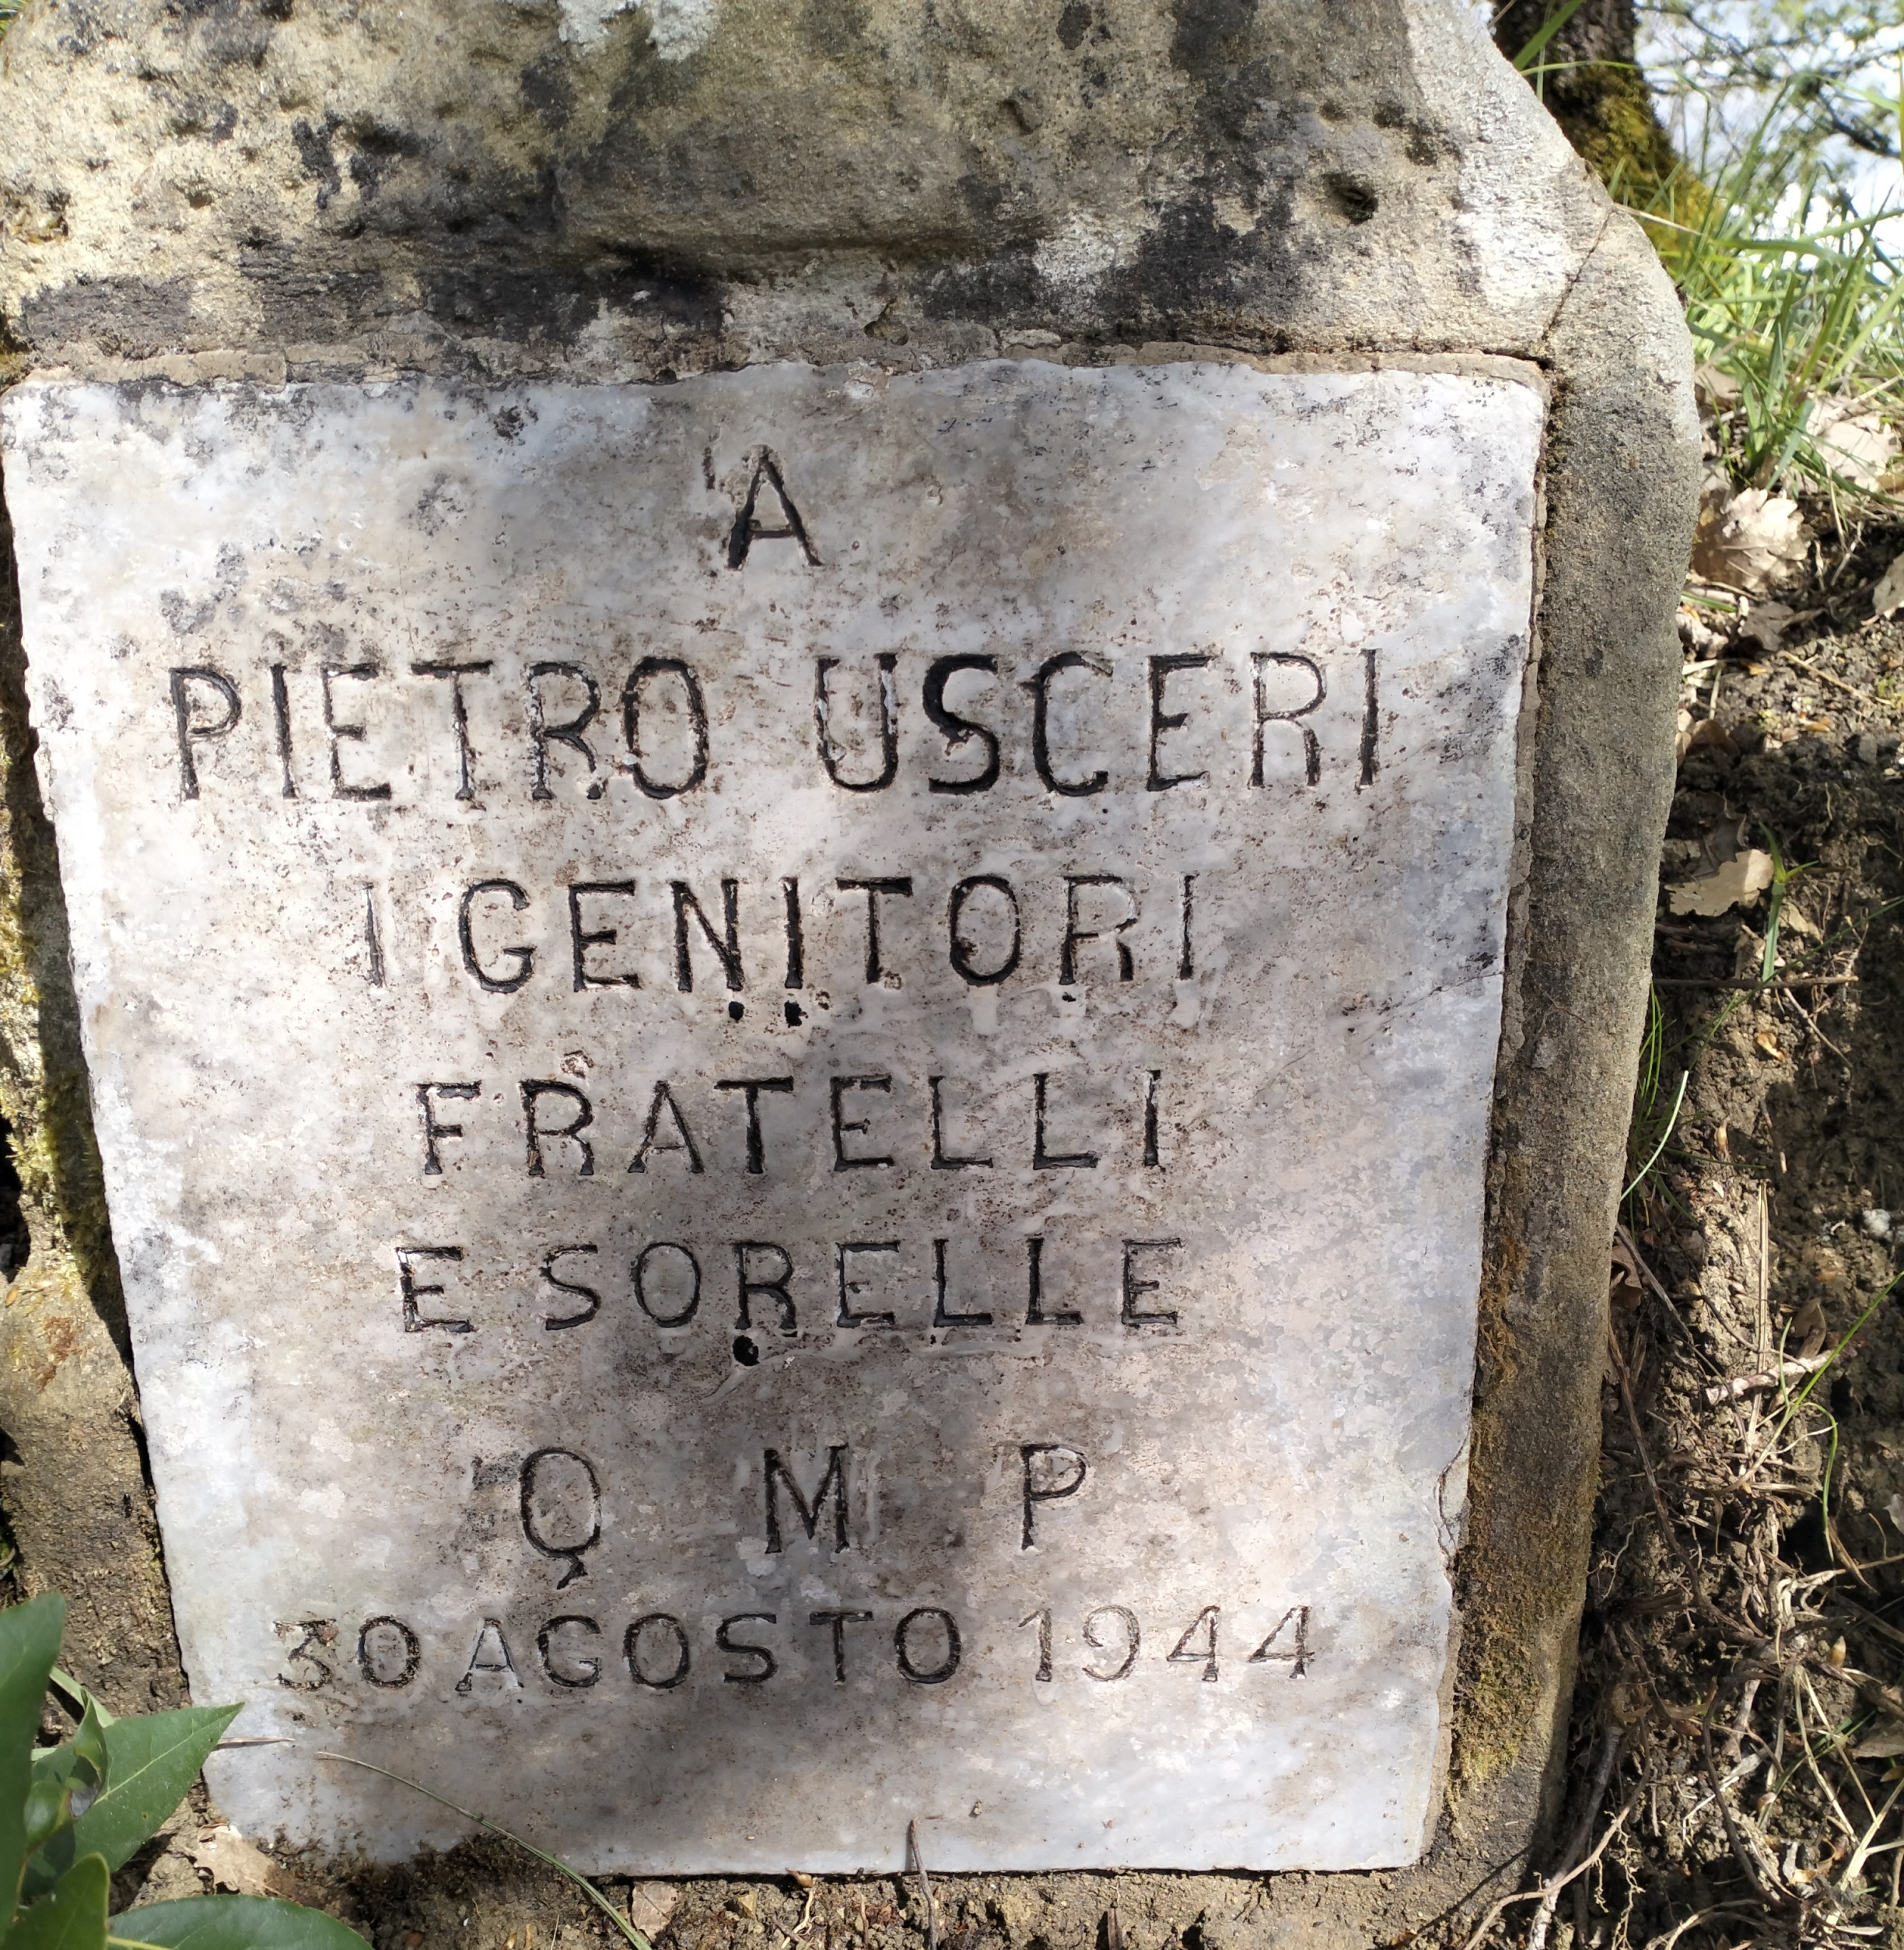 A
PIETRO USCERI
I GENITORI
FRATELLI
E SORELLE
Q M P
30 AGOSTO 1944